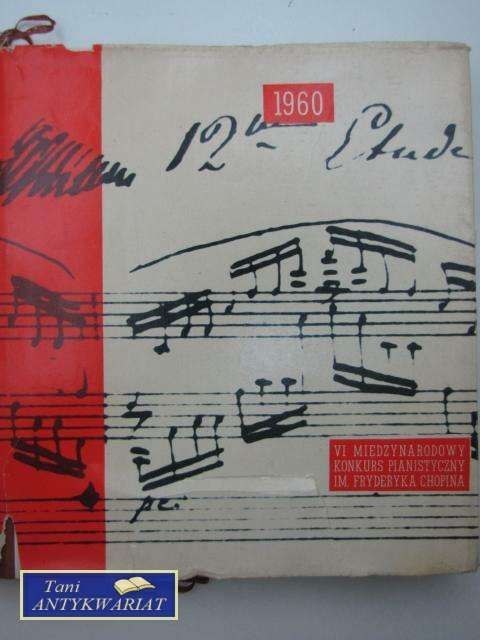 1960
12 Etude
VI MIĘDZYNARODOWY
KONKURS PIANISTYCZNY
IM. FRYDERYKA CHOPINA
Tani
ANTYKWARIAT